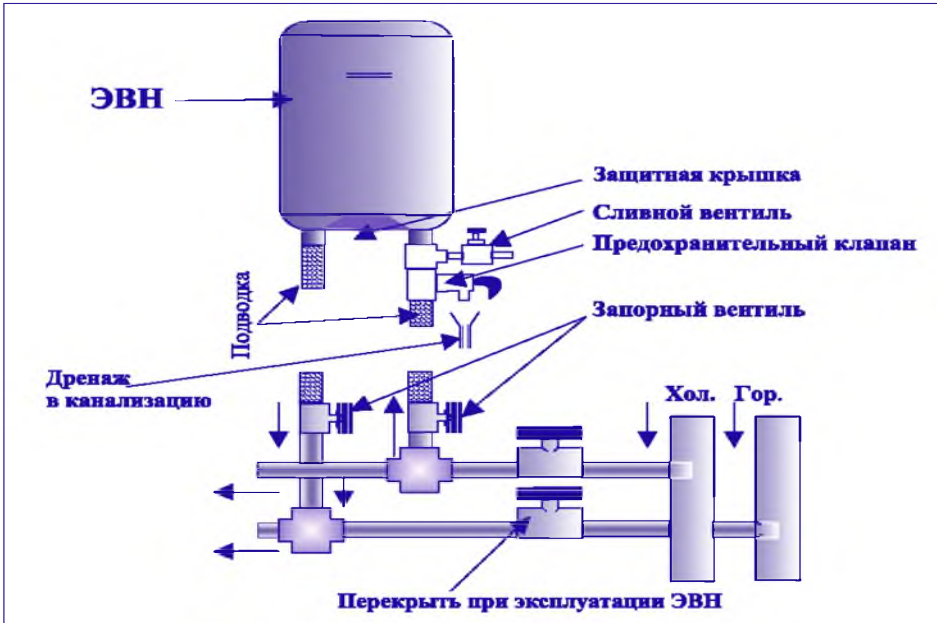 ЭВН
Защитная крышка
Сливной вентиль
Предохранительный клапан
Подводка
Запорный вентиль
Дренаж
в канализацию
Хол. Гор.
Перекрыть при эксплуатации ЭВН